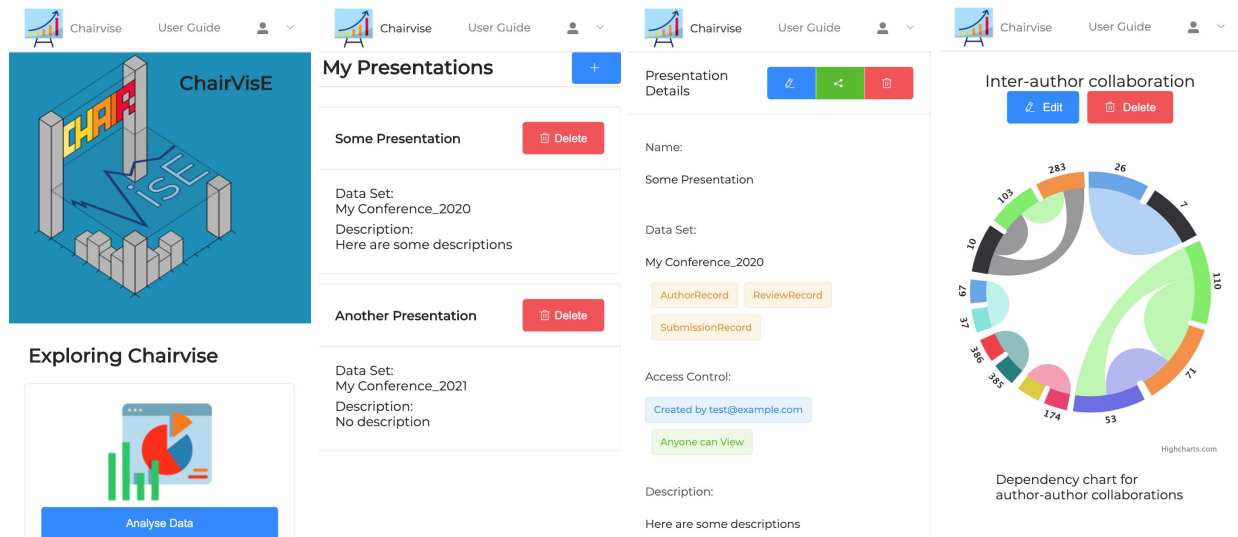 Chairvise User Guide
ChairVisE
CHAIR
ViSE
Exploring Chairvise
Analyse Data
Chairvise User Guide
My Presentations +
Some Presentation Delete
Data Set:
My Conference_2020
Description:
Here are some descriptions
Another Presentation Delete
Data Set:
My Conference_2021
Description:
No description
Chairvise User Guide
Presentation
Details
Name:
Some Presentation
Data Set:
My Conference_2020
AuthorRecord ReviewRecord
SubmissionRecord
Access Control:
Created by test@example.com
Anyone can View
Description:
Here are some descriptions
Chairvise User Guide
Inter-author collaboration
Edit Delete
283 26
103 7
10 110
67
37
386
385 71
174 53
Highcharts.com
Dependency chart for
author-author collaborations